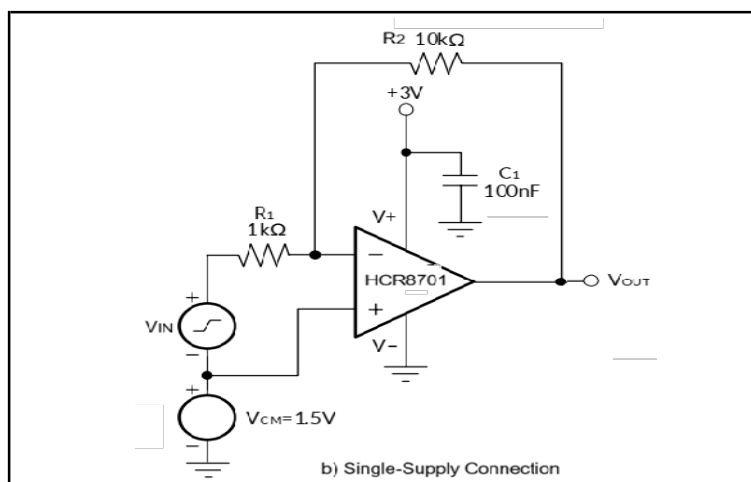 R2 10kΩ
+3V
C1
100nF
R1
1kΩ
V+
−
HCR8701
+
V−
VOUT
+
VIN
−
+
VCM=1.5V
−
b) Single-Supply Connection